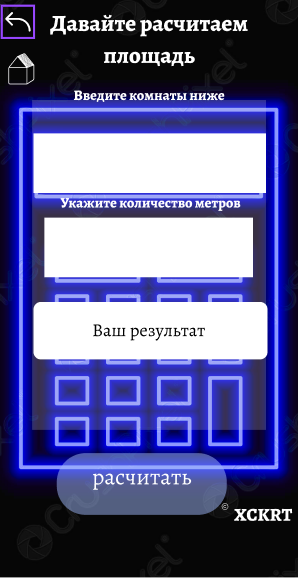 Давайте расчитаем
площадь
Введите комнаты ниже
Укажите количество метров
Ваш результат
расчитать
© XCKRT